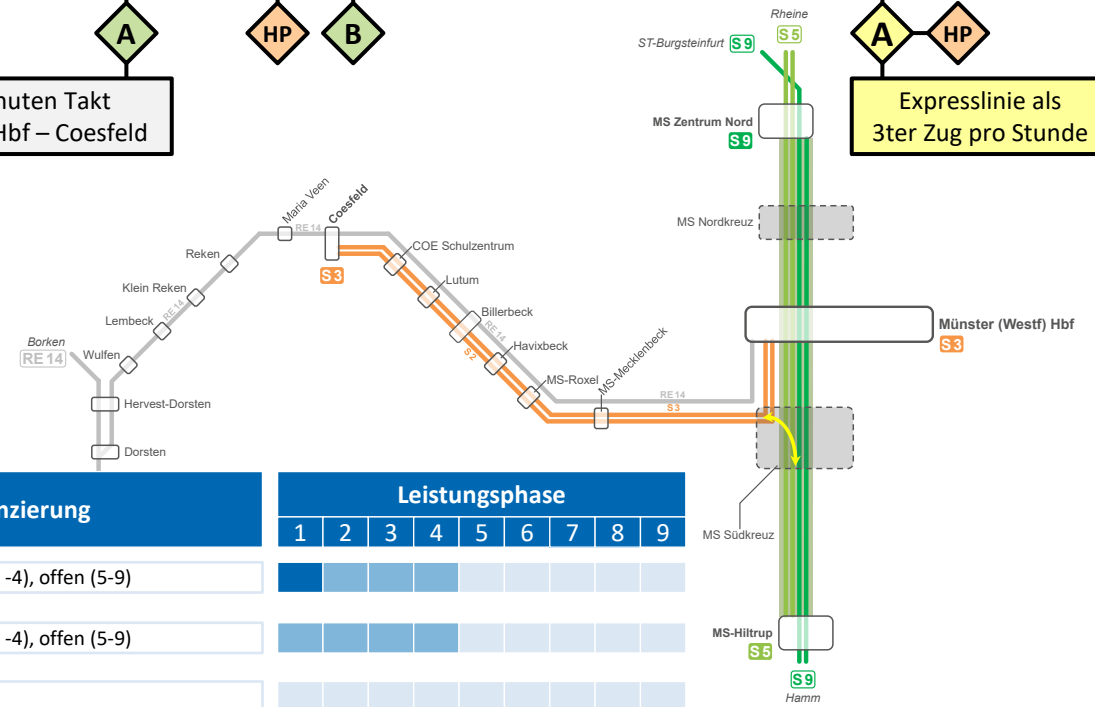 A
HP
B
A
HP
nuten Takt
Hbf – Coesfeld
Expresslinie als
3ter Zug pro Stunde
Rheine
S 5
ST-Burgsteinfurt S 9
MS Zentrum Nord
S 9
MS Nordkreuz
Münster (Westf) Hbf
S 3
MS Südkreuz
MS-Hiltrup
S 5
S 9
Hamm
Maria Veen
RE 14
Coesfeld
S 3
COE Schulzentrum
Lutum
Billerbeck
RE 14
Havixbeck
S 2
MS-Roxel
MS-Mecklenbeck
RE 14
S 3
Reken
Klein Reken
RE 14
Lembeck
Wulfen
Borken
RE 14
Hervest-Dorsten
Dorsten
nzierung
Leistungsphase
1 2 3 4 5 6 7 8 9
-4), offen (5-9)
-4), offen (5-9)